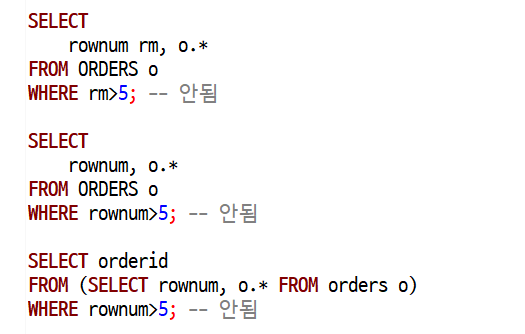 SELECT
    rownum rm, o.*
FROM ORDERS o
WHERE rm>5; -- 안됨
SELECT
    rownum, o.*
FROM ORDERS o
WHERE rownum>5; -- 안됨
SELECT orderid
FROM (SELECT rownum, o.* FROM orders o)
WHERE rownum>5; -- 안됨